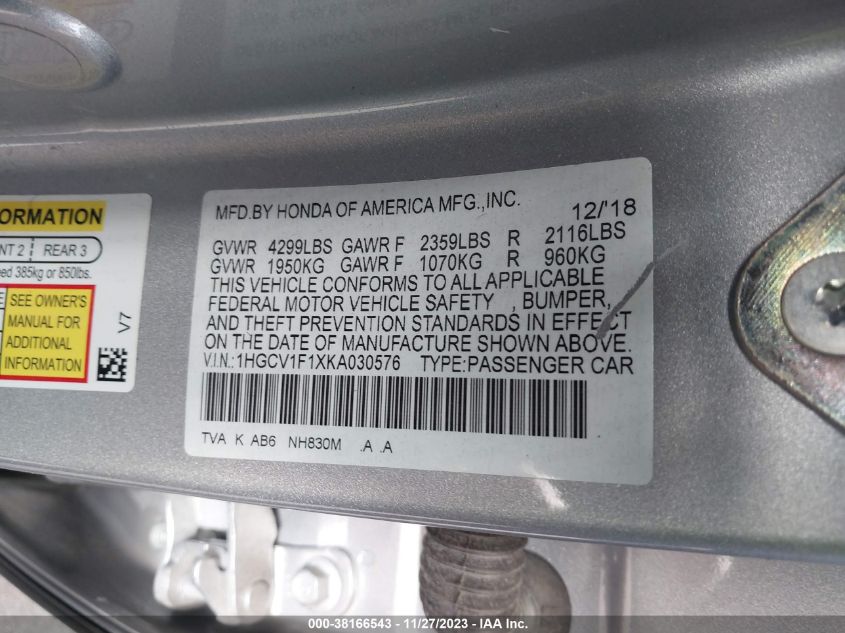 MFD.BY HONDA OF AMERICA MFG.,INC. 12/'18
GVWR 4299LBS GAWR F 2359LBS R 2116LBS
GVWR 1950KG GAWR F 1070KG R 960KG
THIS VEHICLE CONFORMS TO ALL APPLICABLE
FEDERAL MOTOR VEHICLE SAFETY , BUMPER,
AND THEFT PREVENTION STANDARDS IN EFFECT
ON THE DATE OF MANUFACTURE SHOWN ABOVE.
V.I.N.:1HGCV1F1XKA030576 TYPE:PASSENGER CAR
TVA K AB6 NH830M .A .A
ORMATION
NT 2 REAR 3
ed 385kg or 850lbs.
SEE OWNER'S
MANUAL FOR
ADDITIONAL
INFORMATION
V7
000-38166543 - 11/27/2023 - IAA Inc.